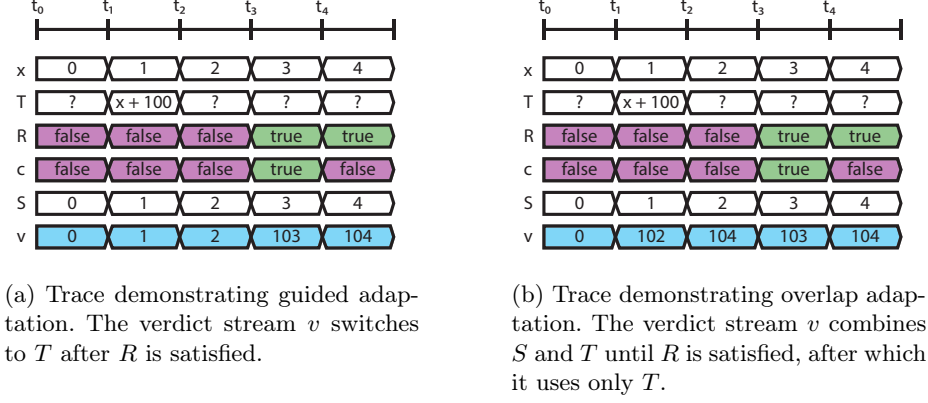 t₀ t₁ t₂ t₃ t₄
x 0 1 2 3 4
T ? x + 100 ? ? ?
R false false false true true
c false false false true false
S 0 1 2 3 4
v 0 1 2 103 104
(a) Trace demonstrating guided adap-
tation. The verdict stream v switches
to T after R is satisfied.
t₀ t₁ t₂ t₃ t₄
x 0 1 2 3 4
T ? x + 100 ? ? ?
R false false false true true
c false false false true false
S 0 1 2 3 4
v 0 102 104 103 104
(b) Trace demonstrating overlap adap-
tation. The verdict stream v combines
S and T until R is satisfied, after which
it uses only T.